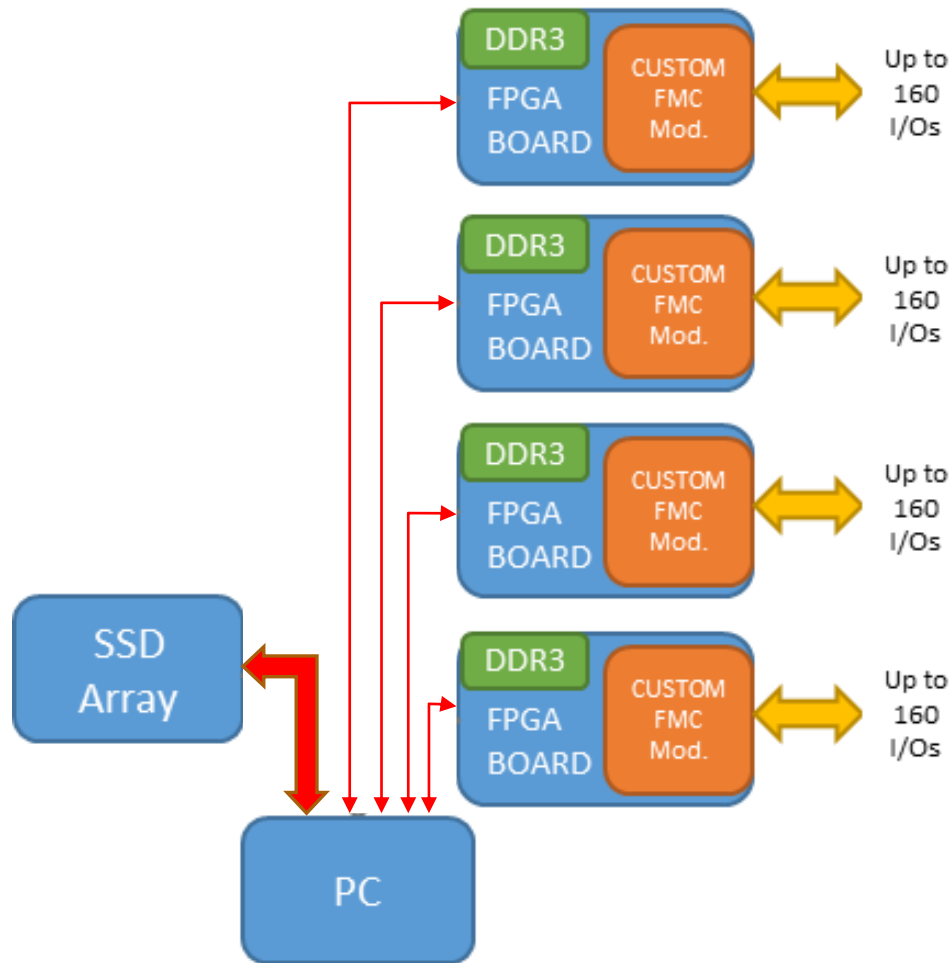 DDR3
FPGA
BOARD
CUSTOM
FMC
Mod.
Up to
160
I/Os
DDR3
FPGA
BOARD
CUSTOM
FMC
Mod.
Up to
160
I/Os
DDR3
FPGA
BOARD
CUSTOM
FMC
Mod.
Up to
160
I/Os
DDR3
FPGA
BOARD
CUSTOM
FMC
Mod.
Up to
160
I/Os
SSD
Array
PC